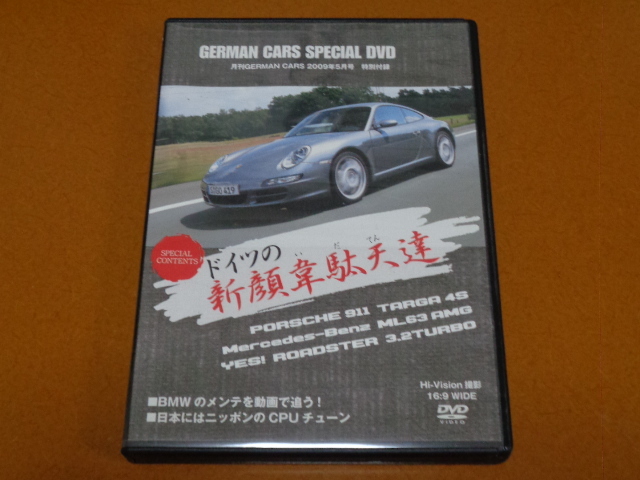 GERMAN CARS SPECIAL DVD
月刊GERMAN CARS 2009年5月号 特別付録
SPECIAL
CONTENTS
ドイツの
いだてん
新顔韋駄天達
PORSCHE 911 TARGA 4S
Mercedes-Benz ML63 AMG
YES! ROADSTER 3.2TURBO
■BMWのメンテを動画で追う!
■日本にはニッポンのCPUチューン
Hi-Vision 撮影
16:9 WIDE
DVD
VIDEO